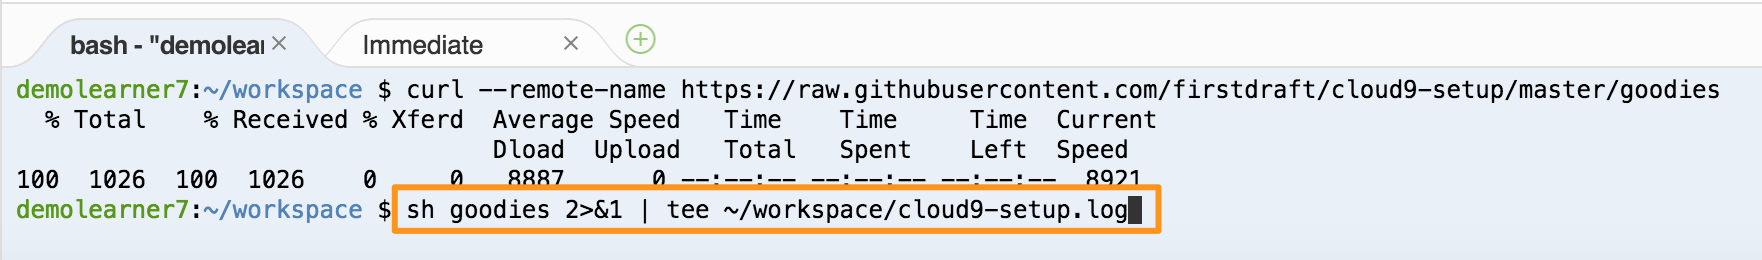 bash - "demolear × Immediate ×
demolearner7:~/workspace $ curl --remote-name https://raw.githubusercontent.com/firstdraft/cloud9-setup/master/goodies
% Total % Received % Xferd Average Speed Time Time Time Current
Dload Upload Total Spent Left Speed
100 1026 100 1026 0 0 8887 0 --:--:-- --:--:-- --:--:-- 8921
demolearner7:~/workspace $ sh goodies 2>&1 | tee ~/workspace/cloud9-setup.log